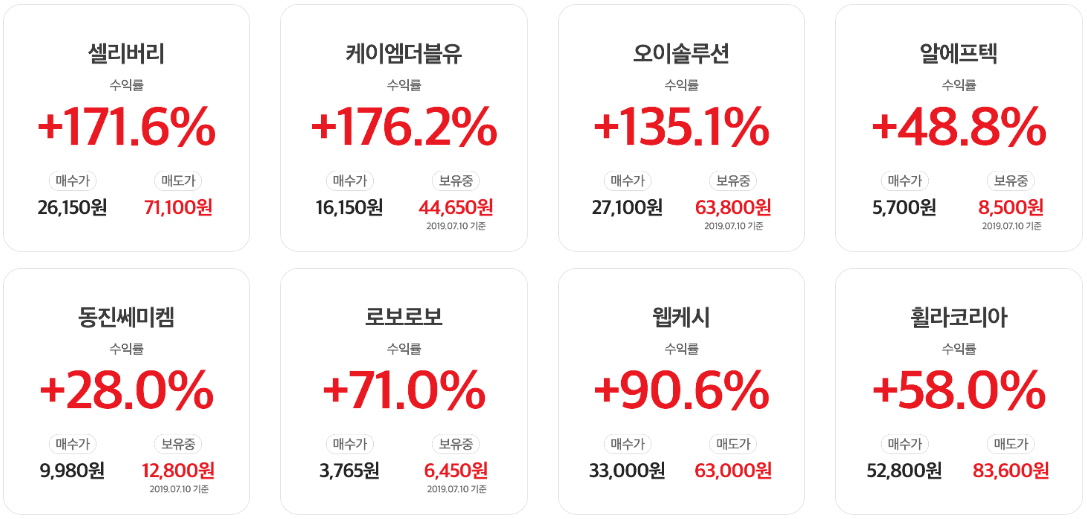 셀리버리
수익률
+171.6%
매수가 매도가
26,150원 71,100원
케이엠더블유
수익률
+176.2%
매수가 보유중
16,150원 44,650원
2019.07.10 기준
오이솔루션
수익률
+135.1%
매수가 보유중
27,100원 63,800원
2019.07.10 기준
알에프텍
수익률
+48.8%
매수가 보유중
5,700원 8,500원
2019.07.10 기준
동진쎄미켐
수익률
+28.0%
매수가 보유중
9,980원 12,800원
2019.07.10 기준
로보로보
수익률
+71.0%
매수가 보유중
3,765원 6,450원
2019.07.10 기준
웹케시
수익률
+90.6%
매수가 매도가
33,000원 63,000원
휠라코리아
수익률
+58.0%
매수가 매도가
52,800원 83,600원